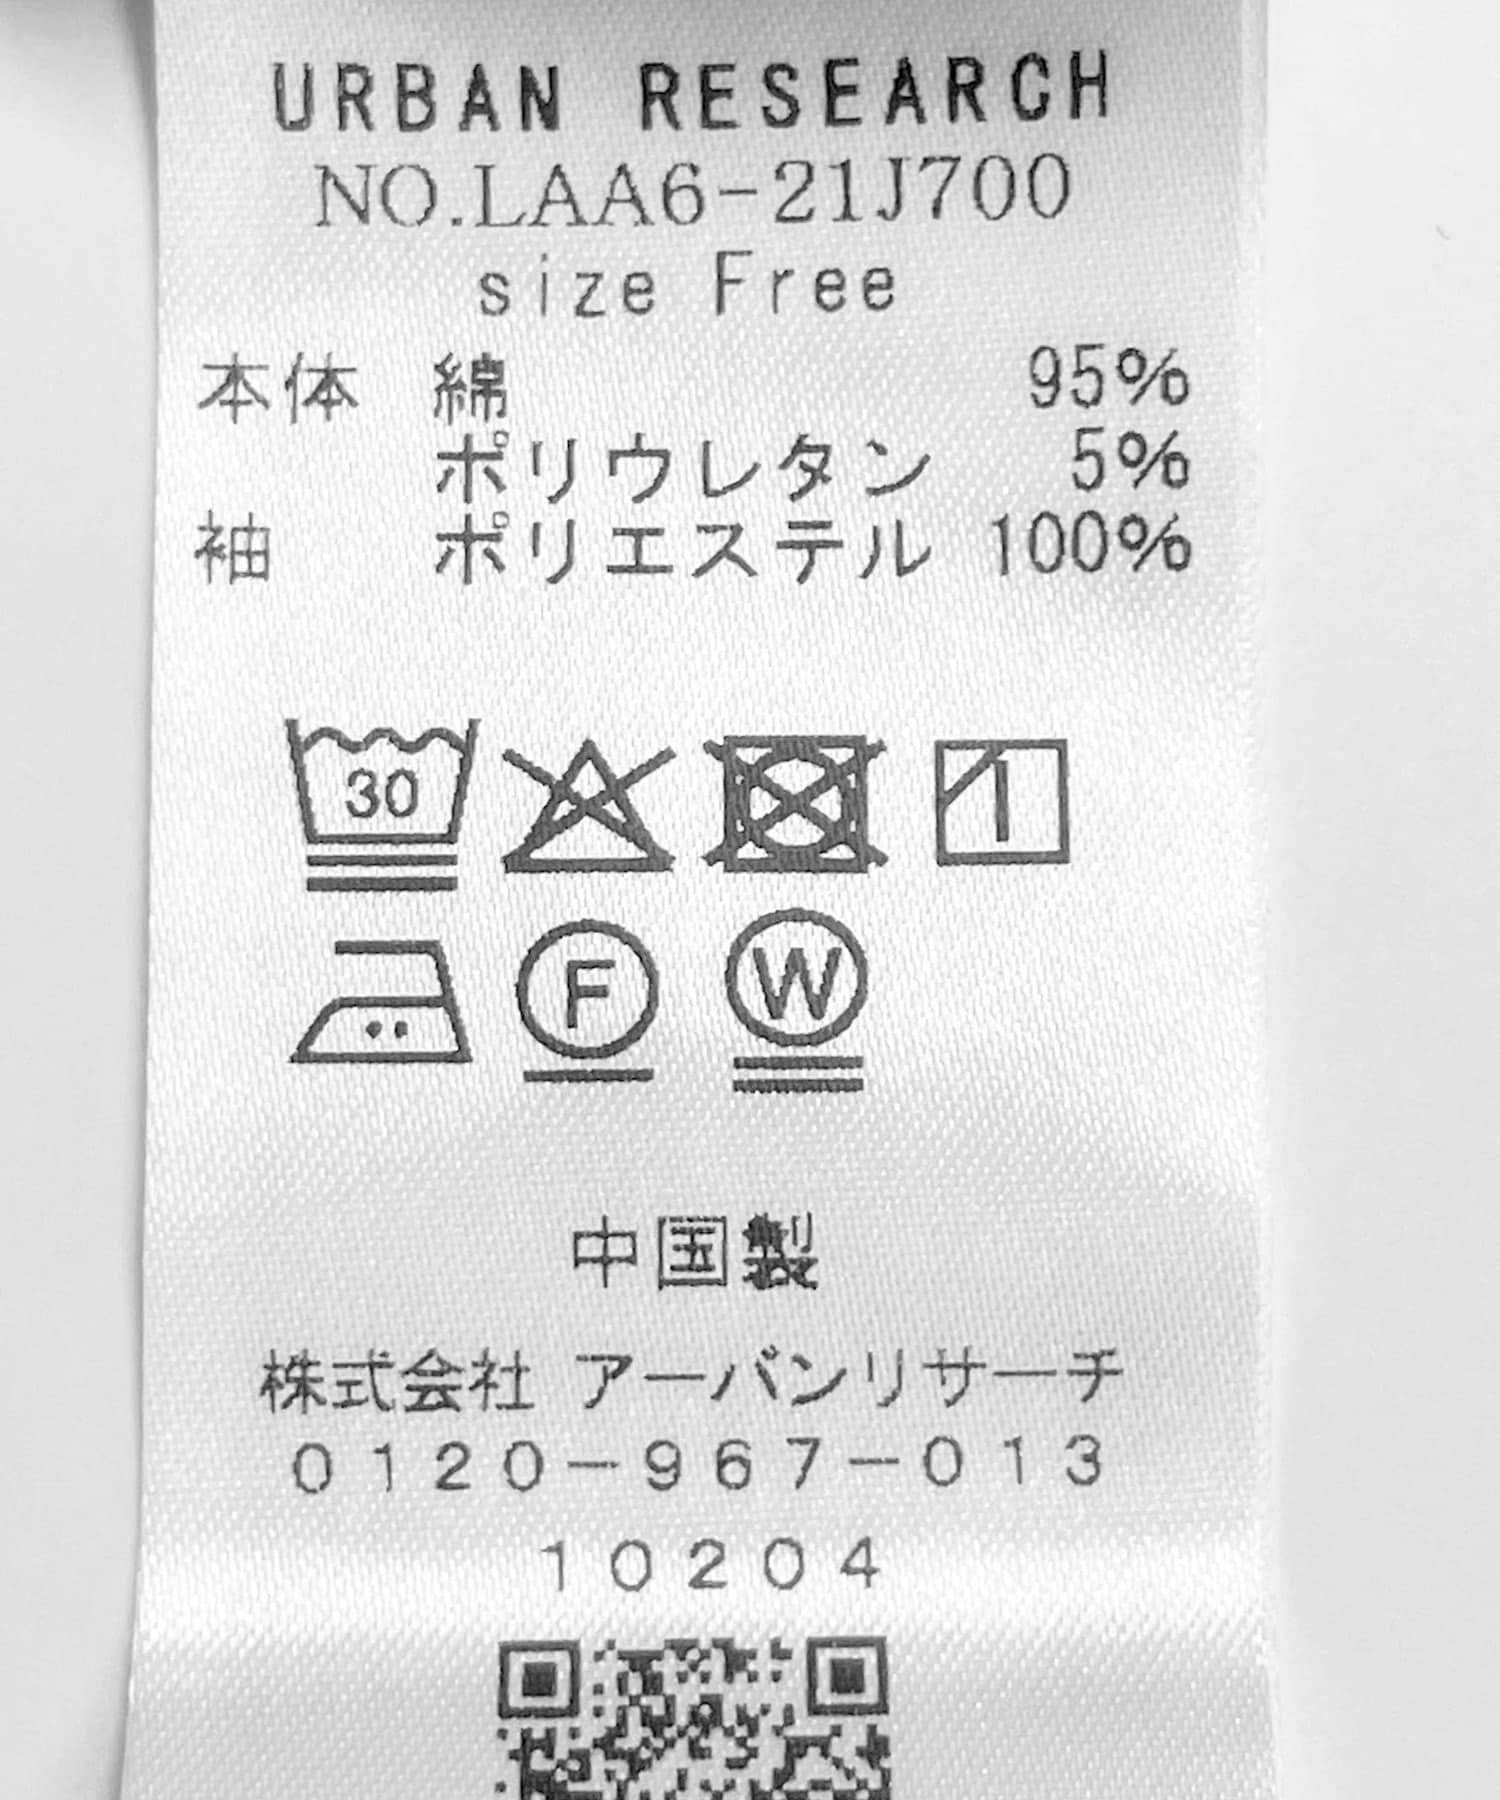 URBAN RESEARCH
NO.LAA6-21J700
size Free
本体 綿 95%
ポリウレタン 5%
袖 ポリエステル 100%
30
F W
中国製
株式会社 アーバンリサーチ
0120-967-013
10204